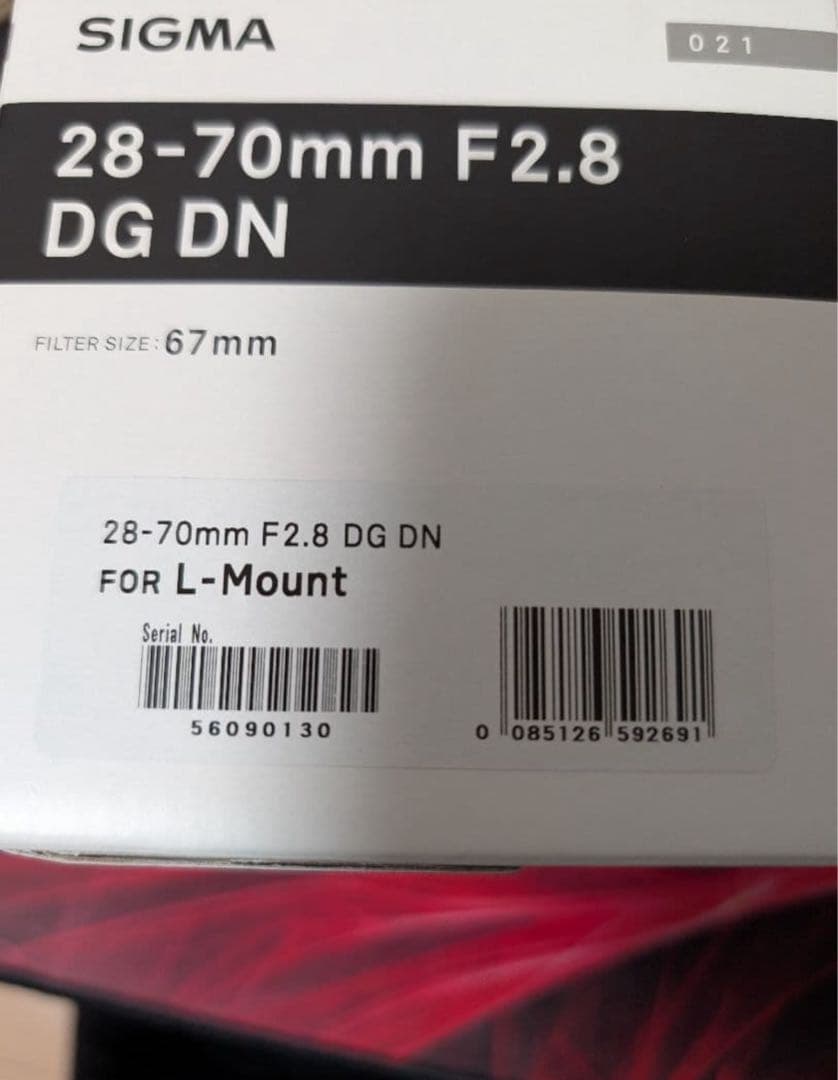 SIGMA
021
28-70mm F2.8
DG DN
FILTER SIZE: 67mm
28-70mm F2.8 DG DN
FOR L-Mount
Serial No.
56090130
0 085126 592691